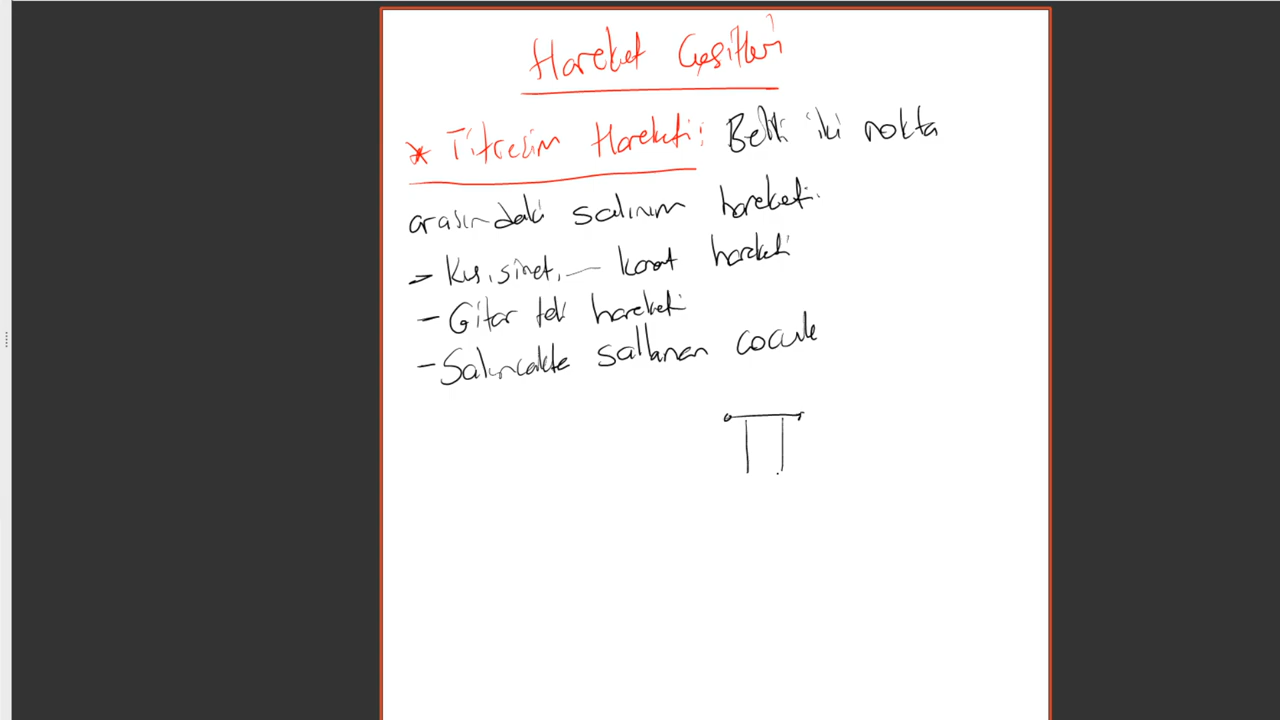 Hareket Çeşitleri
* Titreşim Hareketi: Belli iki nokta
arasındaki salınım hareketi.
-> Kuş, sinek, — kanat hareketi
- Gitar teli hareketi
- Salıncakta sallanan çocuk